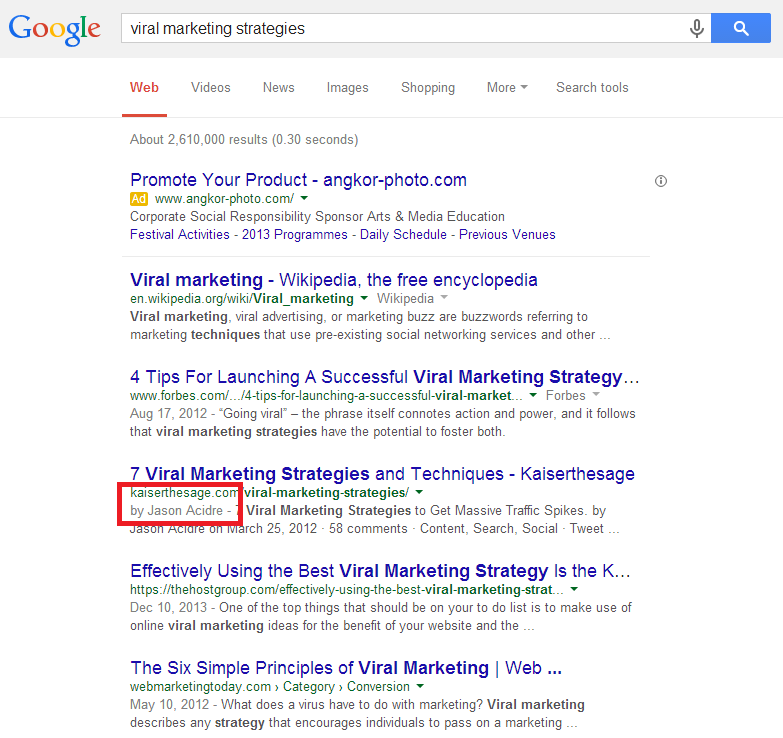 Google viral marketing strategies
Web Videos News Images Shopping More Search tools
About 2,610,000 results (0.30 seconds)
Promote Your Product - angkor-photo.com
Ad www.angkor-photo.com/
Corporate Social Responsibility Sponsor Arts & Media Education
Festival Activities - 2013 Programmes - Daily Schedule - Previous Venues
Viral marketing - Wikipedia, the free encyclopedia
en.wikipedia.org/wiki/Viral_marketing Wikipedia
Viral marketing, viral advertising, or marketing buzz are buzzwords referring to
marketing techniques that use pre-existing social networking services and other ...
4 Tips For Launching A Successful Viral Marketing Strategy...
www.forbes.com/.../4-tips-for-launching-a-successful-viral-market... Forbes
Aug 17, 2012 - “Going viral” – the phrase itself connotes action and power, and it follows
that viral marketing strategies have the potential to foster both.
7 Viral Marketing Strategies and Techniques - Kaiserthesage
kaiserthesage.com/viral-marketing-strategies/
by Jason Acidre - 7 Viral Marketing Strategies to Get Massive Traffic Spikes. by
Jason Acidre on March 25, 2012 · 58 comments · Content, Search, Social · Tweet ...
Effectively Using the Best Viral Marketing Strategy Is the K...
https://thehostgroup.com/effectively-using-the-best-viral-marketing-strat...
Dec 10, 2013 - One of the top things that should be on your to do list is to make use of
online viral marketing ideas for the benefit of your website and the ...
The Six Simple Principles of Viral Marketing | Web ...
webmarketingtoday.com › Category › Conversion
May 10, 2012 - What does a virus have to do with marketing? Viral marketing
describes any strategy that encourages individuals to pass on a marketing ...